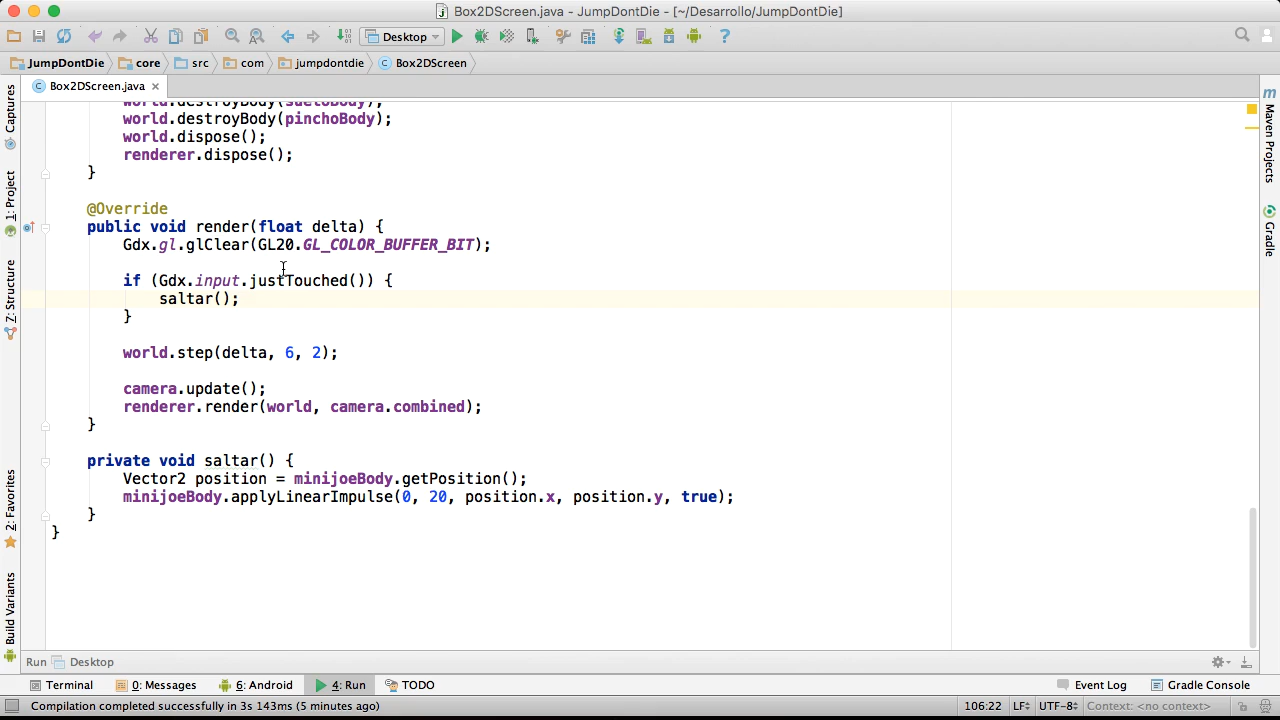 Box2DScreen.java - JumpDontDie - [~/Desarrollo/JumpDontDie]
Desktop
JumpDontDie core src com jumpdontdie Box2DScreen
Box2DScreen.java
world.destroyBody(sueloBody);
world.destroyBody(pinchoBody);
world.dispose();
renderer.dispose();
}
@Override
public void render(float delta) {
Gdx.gl.glClear(GL20.GL_COLOR_BUFFER_BIT);
if (Gdx.input.justTouched()) {
saltar();
}
world.step(delta, 6, 2);
camera.update();
renderer.render(world, camera.combined);
}
private void saltar() {
Vector2 position = minijoeBody.getPosition();
minijoeBody.applyLinearImpulse(0, 20, position.x, position.y, true);
}
}
Captures
1: Project
Z: Structure
2: Favorites
Build Variants
Maven Projects
Gradle
Run Desktop
Terminal 0: Messages 6: Android 4: Run TODO Event Log Gradle Console
Compilation completed successfully in 3s 143ms (5 minutes ago) 106:22 LF UTF-8 Context: <no context>